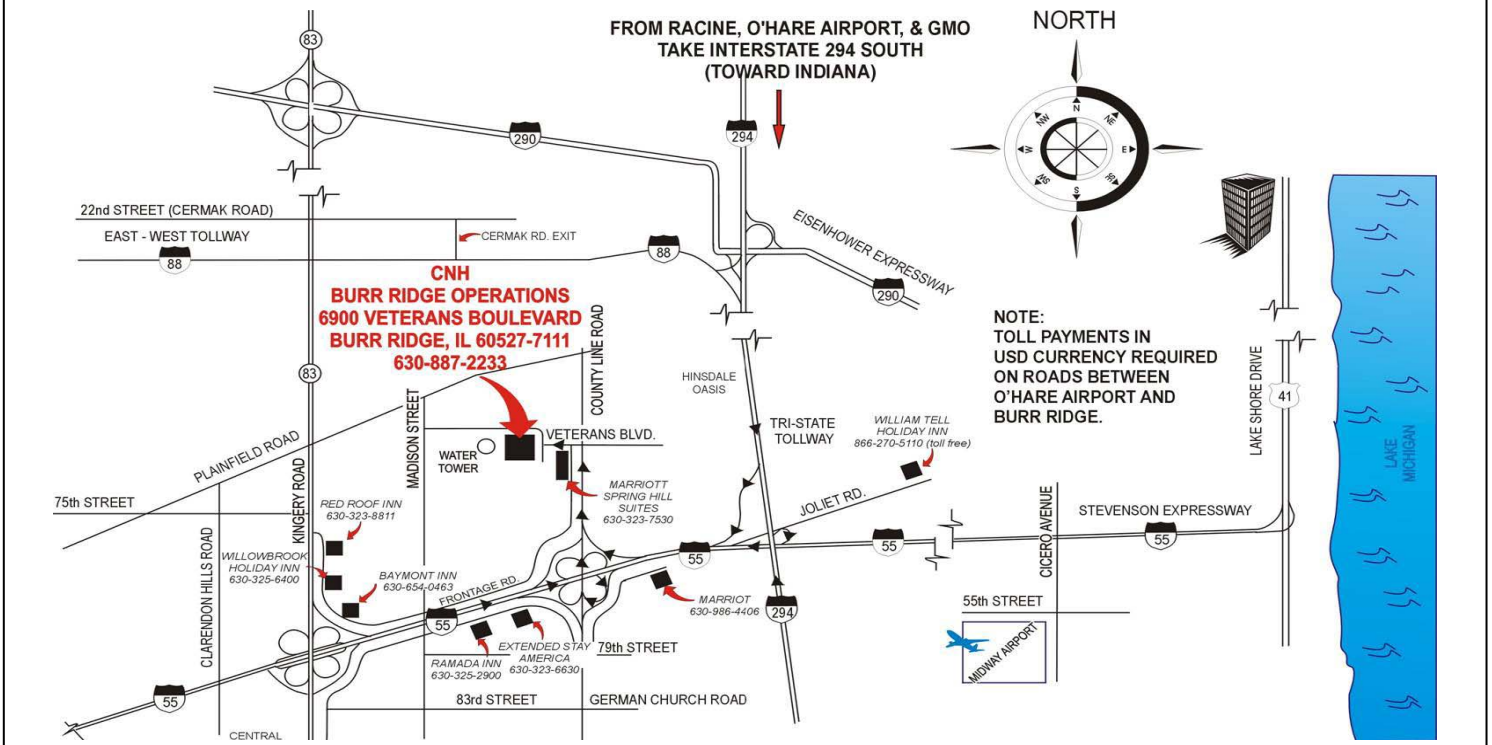 FROM RACINE, O'HARE AIRPORT, & GMO
TAKE INTERSTATE 294 SOUTH
(TOWARD INDIANA)
NORTH
N
NE
E
S
SW
W
NW
83
290
294
22nd STREET (CERMAK ROAD)
EAST - WEST TOLLWAY
88
CERMAK RD. EXIT
88
EISENHOWER EXPRESSWAY
290
CNH
BURR RIDGE OPERATIONS
6900 VETERANS BOULEVARD
BURR RIDGE, IL 60527-7111
630-887-2233
NOTE:
TOLL PAYMENTS IN
USD CURRENCY REQUIRED
ON ROADS BETWEEN
O'HARE AIRPORT AND
BURR RIDGE.
83
COUNTY LINE ROAD
HINSDALE
OASIS
LAKE SHORE DRIVE
41
LAKE
MICHIGAN
PLAINFIELD ROAD
MADISON STREET
WATER
TOWER
VETERANS BLVD.
TRI-STATE
TOLLWAY
WILLIAM TELL
HOLIDAY INN
866-270-5110 (toll free)
75th STREET
KINGERY ROAD
RED ROOF INN
630-323-8811
MARRIOTT
SPRING HILL
SUITES
630-323-7530
JOLIET RD.
CICERO AVENUE
STEVENSON EXPRESSWAY
55
55
55
CLARENDON HILLS ROAD
WILLOWBROOK
HOLIDAY INN
630-325-6400
BAYMONT INN
630-654-0463
FRONTAGE RD.
55
MARRIOT
630-986-4406
294
55th STREET
MIDWAY AIRPORT
RAMADA INN
630-325-2900
EXTENDED STAY
AMERICA
630-323-6630
79th STREET
55
83rd STREET
GERMAN CHURCH ROAD
CENTRAL